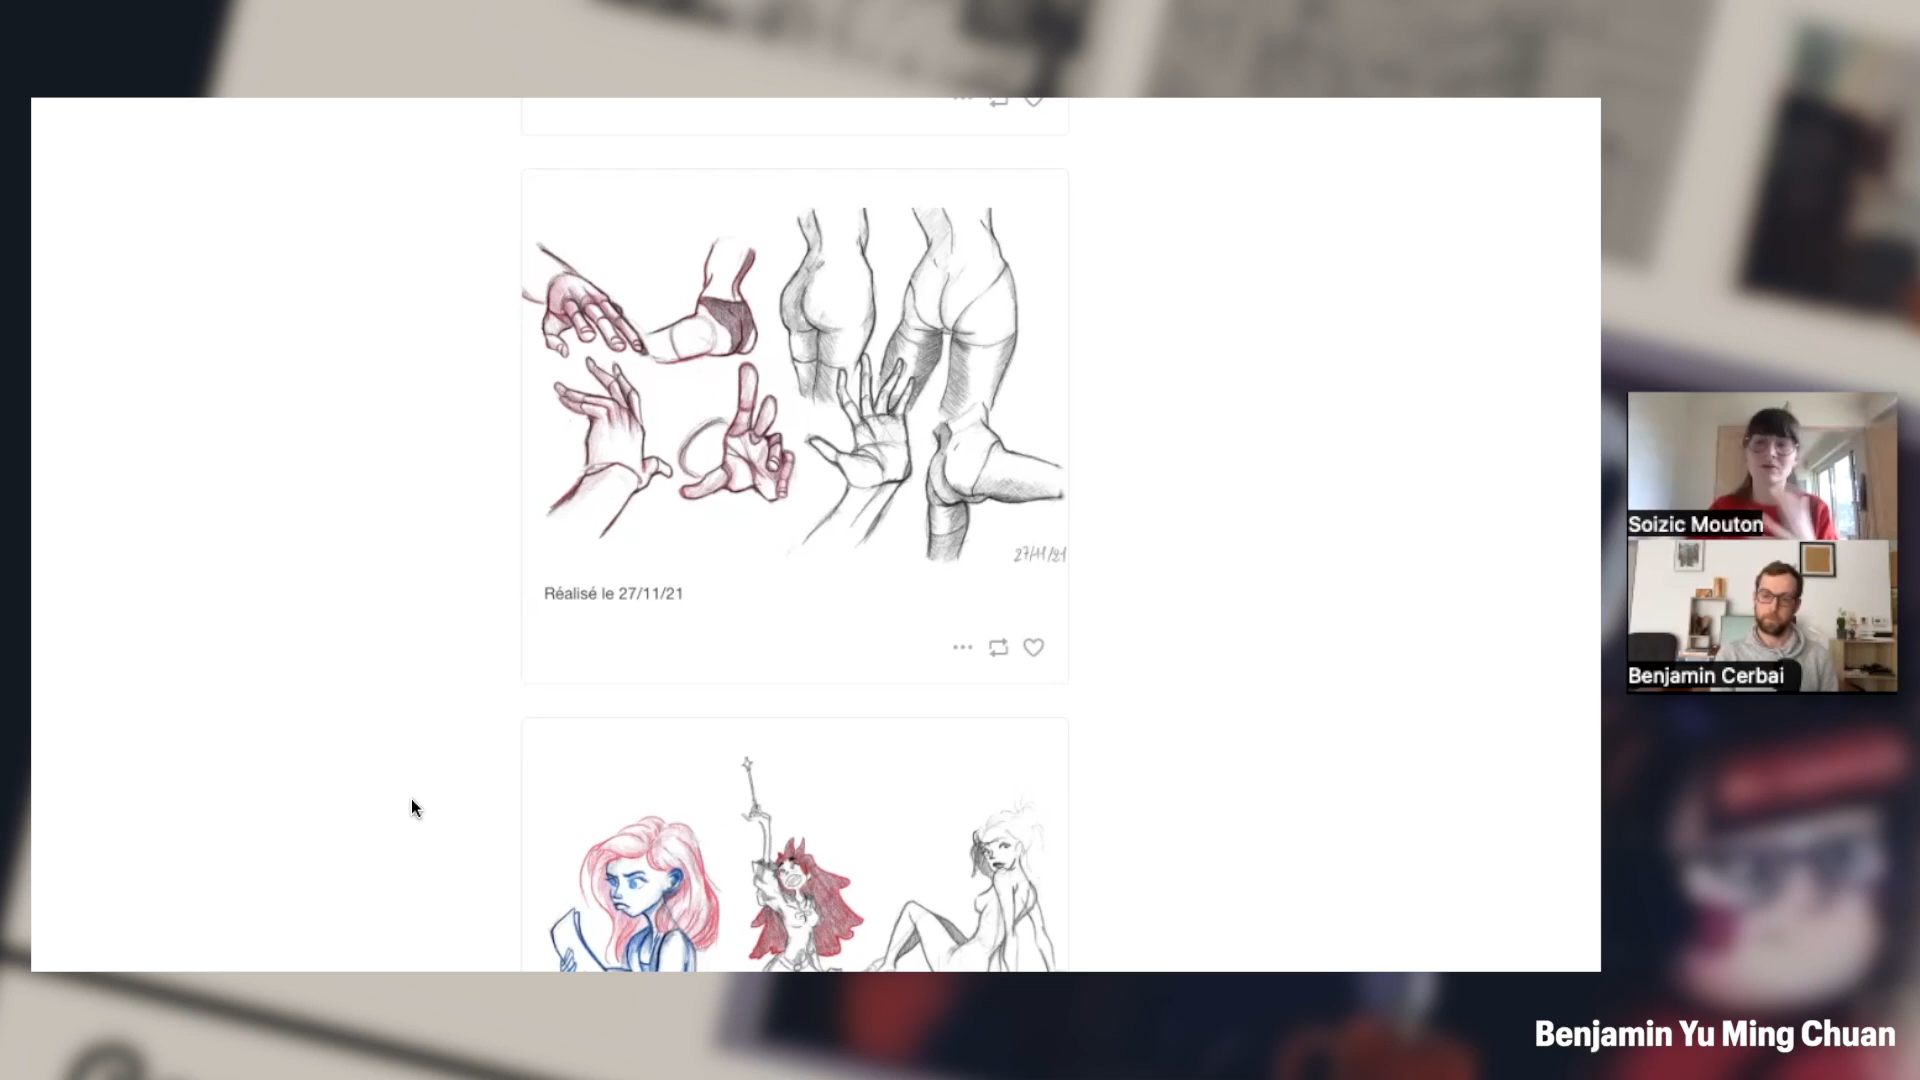 27/11/21
Réalisé le 27/11/21
Soizic Mouton
Benjamin Cerbai
Benjamin Yu Ming Chuan